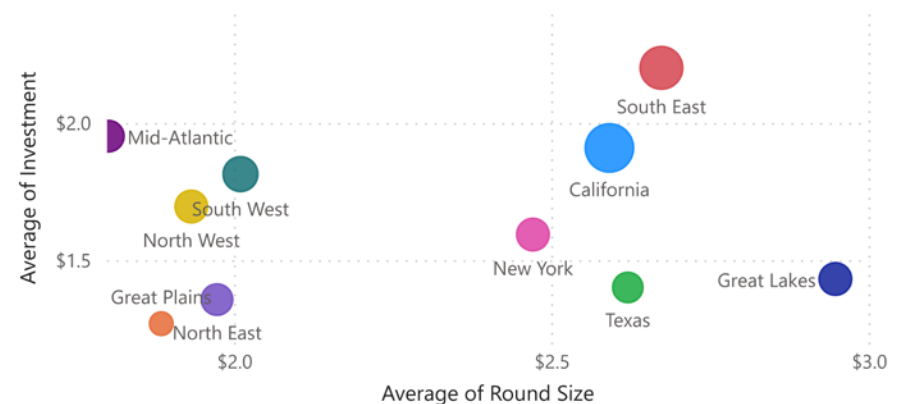 Average of Investment
$2.0
$1.5
South East
Mid-Atlantic
California
South West
North West
New York
Great Lakes
Great Plains
Texas
North East
$2.0
$2.5
$3.0
Average of Round Size